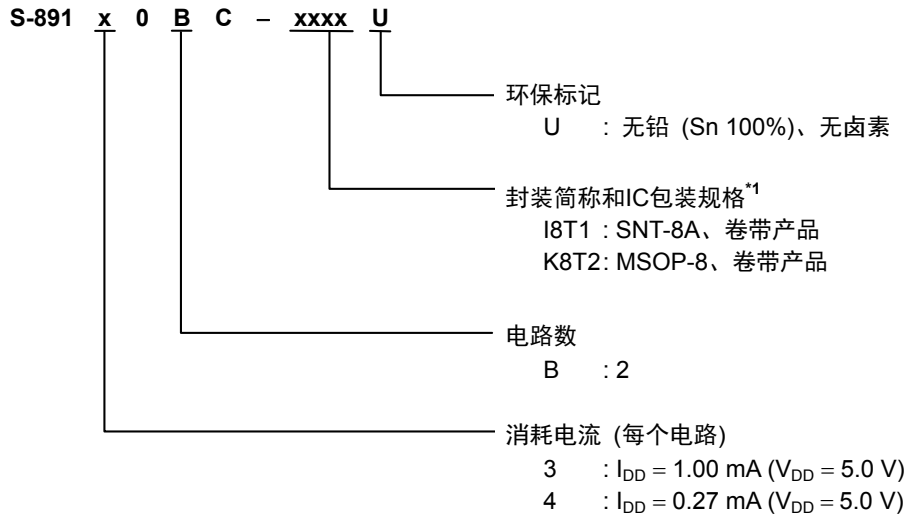 S-891 x 0 B C – xxxx U
环保标记
U : 无铅 (Sn 100%)、无卤素
封装简称和IC包装规格*1
I8T1 : SNT-8A、卷带产品
K8T2 : MSOP-8、卷带产品
电路数
B : 2
消耗电流 (每个电路)
3 : IDD = 1.00 mA (VDD = 5.0 V)
4 : IDD = 0.27 mA (VDD = 5.0 V)